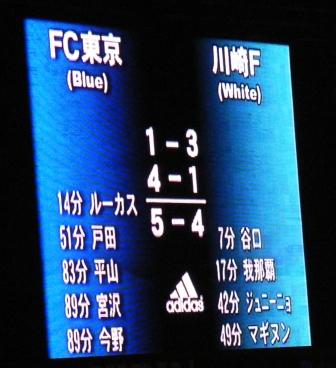 FC東京
(Blue)
川崎F
(White)
1 - 3
4 - 1
5 - 4
14分 ルーカス
51分 戸田
83分 平山
89分 宮沢
89分 今野
7分 谷口
17分 我那覇
42分 ジュニーニョ
49分 マギヌン
adidas